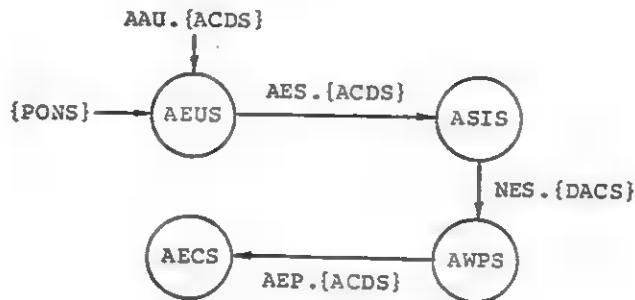 AAU.{ACDS}
AES.{ACDS}
{PONS}
AEUS
ASIS
NES.{DACS}
AECS
AWPS
AEP.{ACDS}